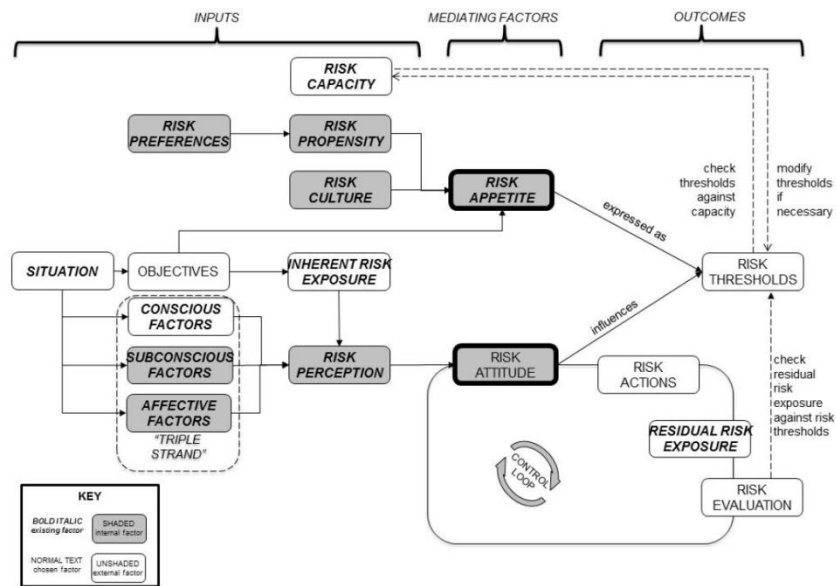 INPUTS
MEDIATING FACTORS
OUTCOMES
RISK
CAPACITY
RISK
PREFERENCES
RISK
PROPENSITY
RISK
CULTURE
RISK
APPETITE
check
thresholds
against
capacity
modify
thresholds
if
necessary
expressed as
SITUATION
OBJECTIVES
INHERENT RISK
EXPOSURE
RISK
THRESHOLDS
CONSCIOUS
FACTORS
influences
SUBCONSCIOUS
FACTORS
RISK
PERCEPTION
RISK
ATTITUDE
RISK
ACTIONS
check
residual
risk
exposure
against risk
thresholds
AFFECTIVE
FACTORS
"TRIPLE
STRAND"
RESIDUAL RISK
EXPOSURE
CONTROL
LOOP
RISK
EVALUATION
KEY
BOLD ITALIC
existing factor
SHADED
internal factor
NORMAL TEXT
chosen factor
UNSHADED
external factor